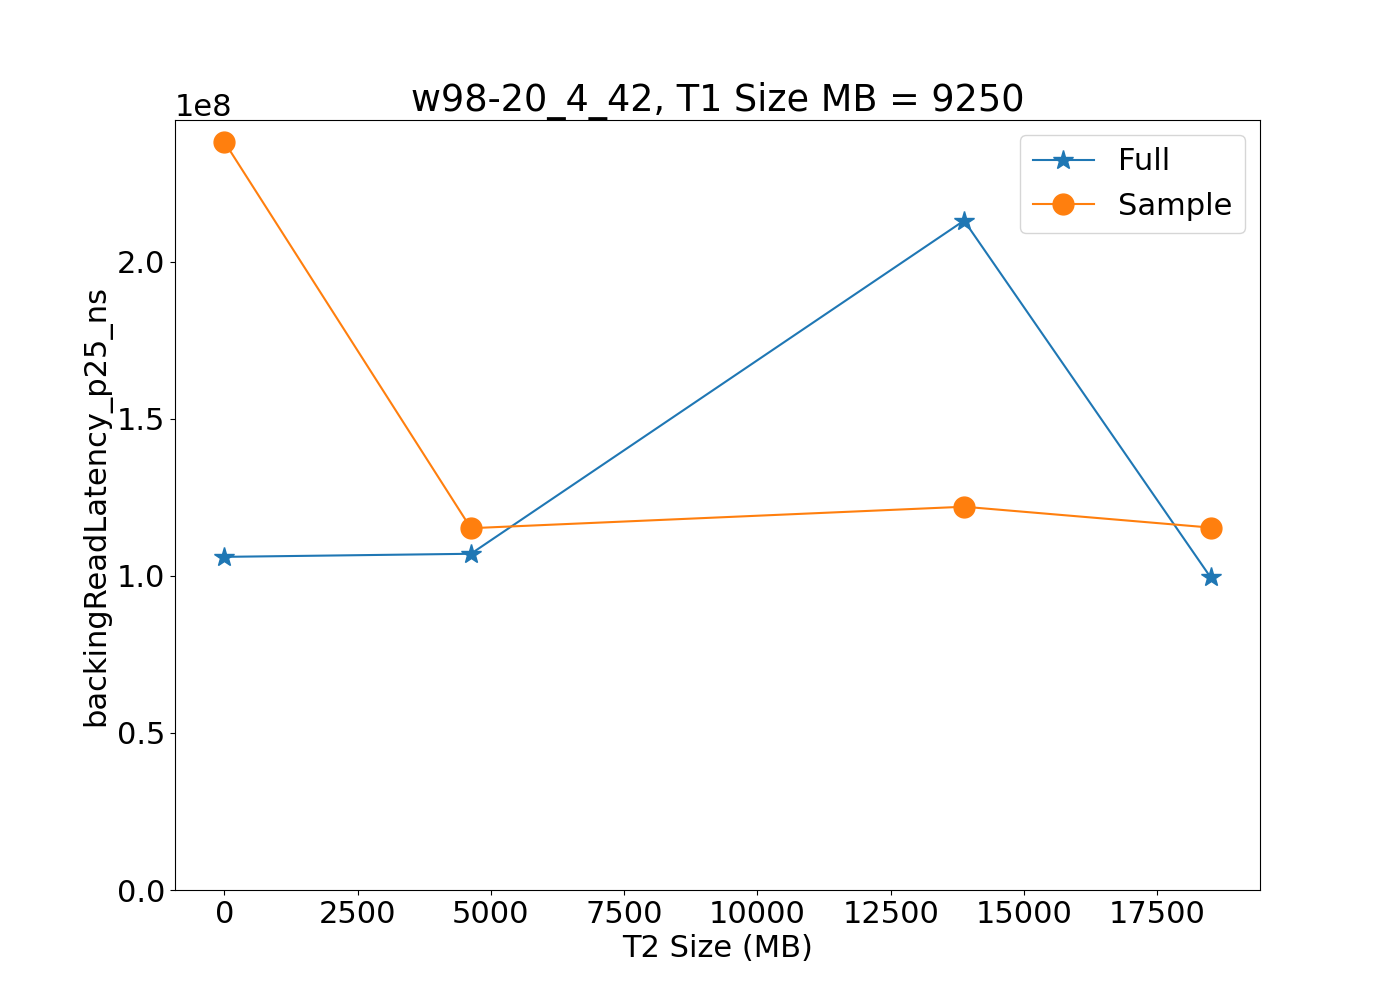 w98-20_4_42, T1 Size MB = 9250
1e8
Full
Sample
2.0
1.5
1.0
0.5
0.0
backingReadLatency_p25_ns
0 2500 5000 7500 10000 12500 15000 17500
T2 Size (MB)